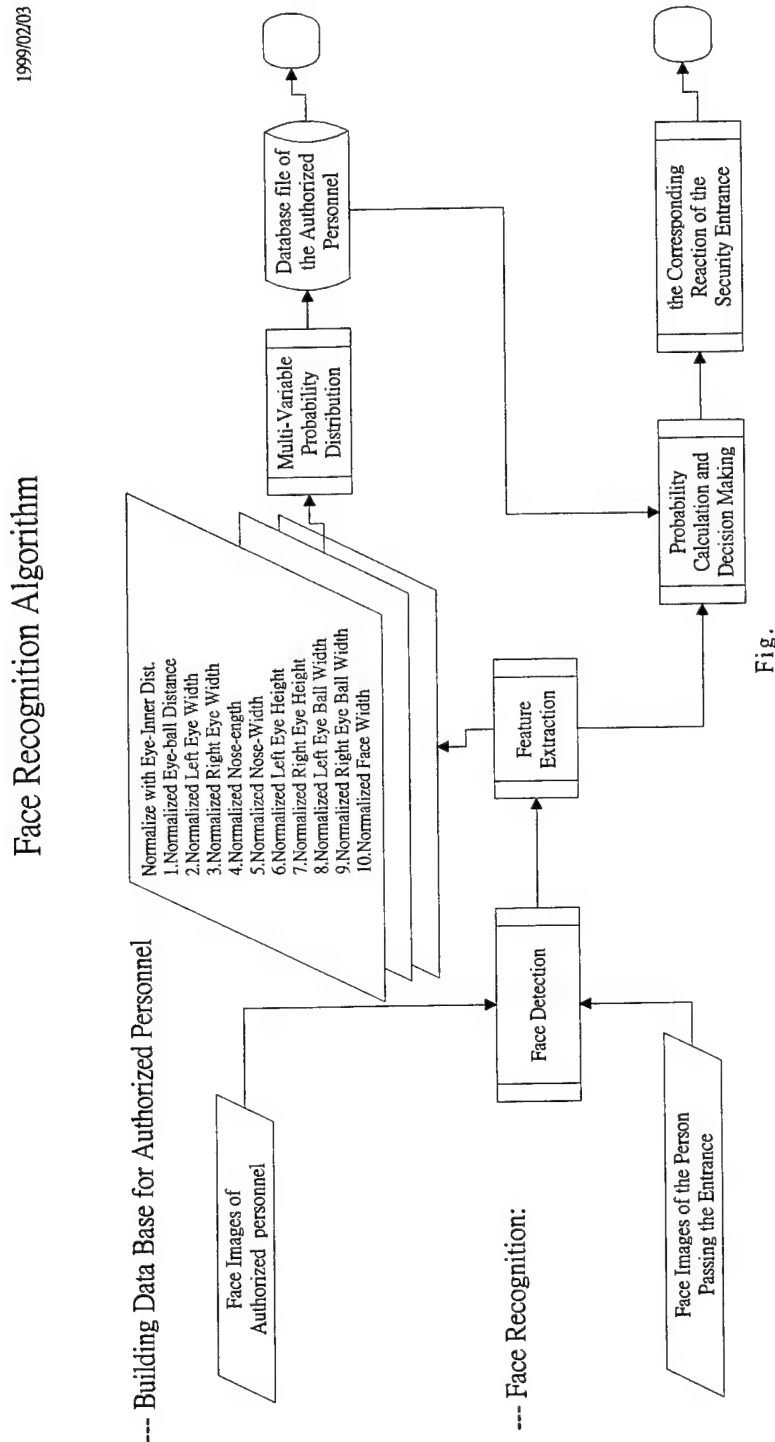 1999/02/03
Face Recognition Algorithm
--- Building Data Base for Authorized Personnel
Face Images of
Authorized personnel
Normalize with Eye-Inner Dist.
1.Normalized Eye-ball Distance
2.Normalized Left Eye Width
3.Normalized Right Eye Width
4.Normalized Nose-ength
5.Normalized Nose-Width
6.Normalized Left Eye Height
7.Normalized Right Eye Height
8.Normalized Left Eye Ball Width
9.Normalized Right Eye Ball Width
10.Normalized Face Width
Multi-Variable
Probability
Distribution
Database file of
the Authorized
Personnel
--- Face Recognition:
Face Detection
Feature
Extraction
Face Images of the Person
Passing the Entrance
Probability
Calculation and
Decision Making
the Corresponding
Reaction of the
Security Entrance
Fig.